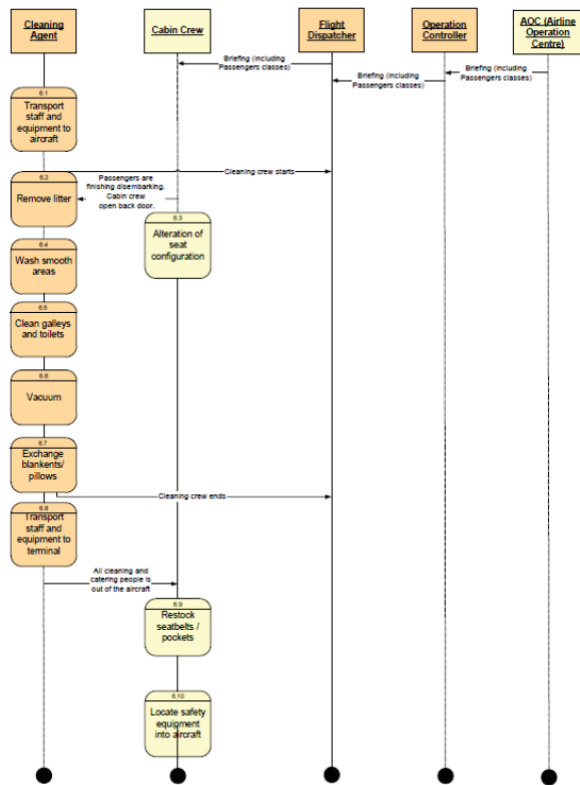 Cleaning
Agent
Cabin Crew
Flight
Dispatcher
Operation
Controller
AOC (Airline
Operation
Centre)
Briefing (including
Passengers classes)
Briefing (including
Passengers classes)
Briefing (including
Passengers classes)
6.1
Transport
staff and
equipment to
aircraft
6.2
Remove litter
Passengers are
finishing disembarking.
Cabin crew
open back door.
Cleaning crew starts
6.3
Alteration of
seat
configuration
6.4
Wash smooth
areas
6.5
Clean galleys
and toilets
6.6
Vacuum
6.7
Exchange
blankents/
pillows
Cleaning crew ends
6.8
Transport
staff and
equipment to
terminal
All cleaning and
catering people is
out of the aircraft
6.9
Restock
seatbelts /
pockets
6.10
Locate safety
equipment
into aircraft